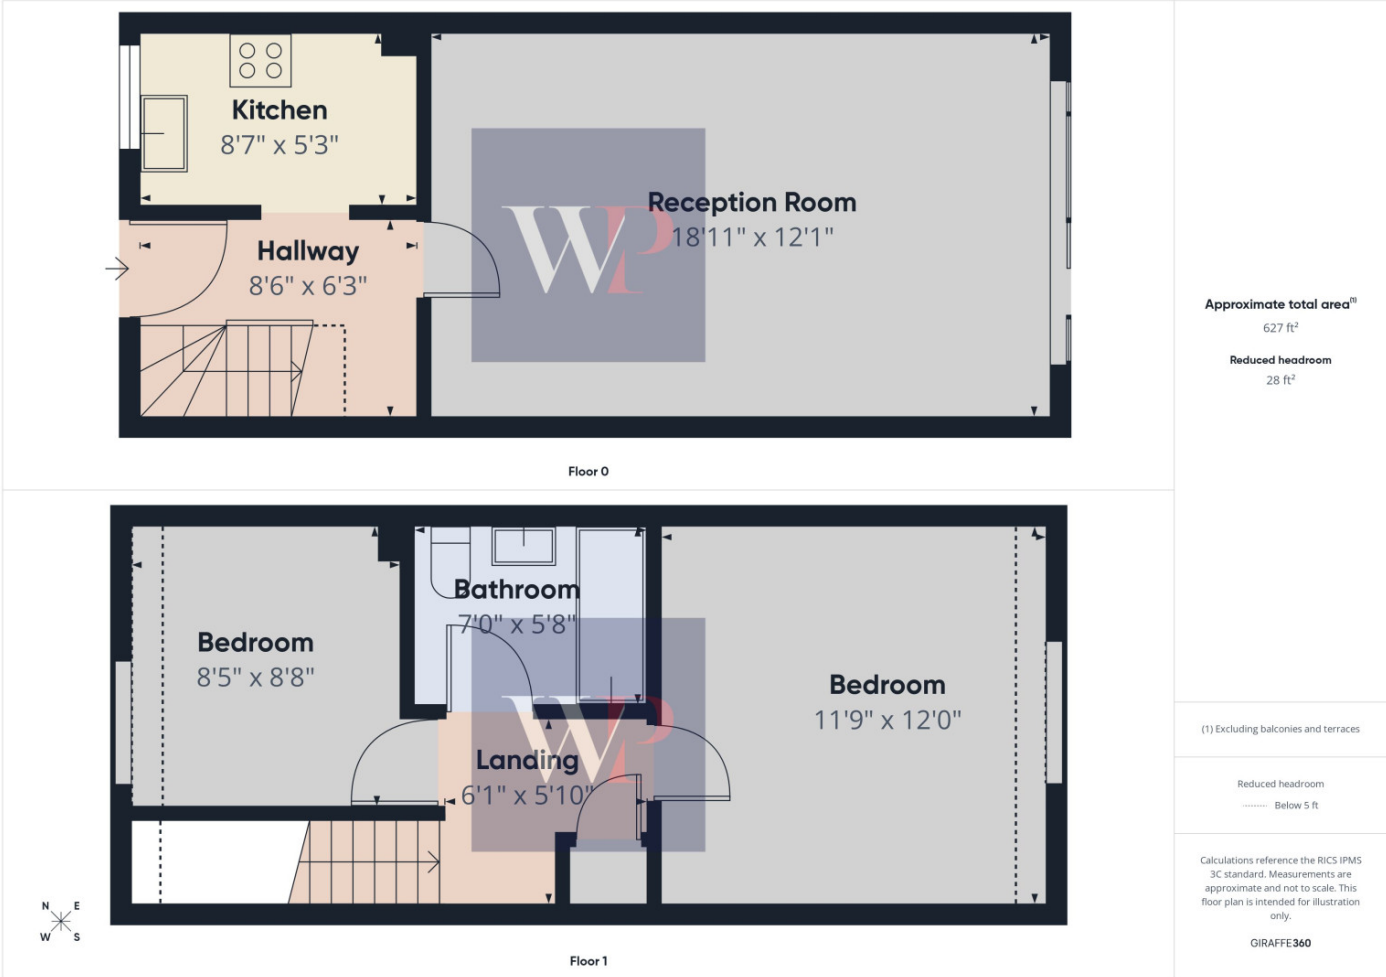 Kitchen
8'7" x 5'3"
Reception Room
18'11" x 12'1"
WP
Hallway
8'6" x 6'3"
Floor 0
Bathroom
7'0" x 5'8"
Bedroom
8'5" x 8'8"
Bedroom
11'9" x 12'0"
WP
Landing
6'1" x 5'10"
N E
W S
Floor 1
Approximate total area(1)
627 ft²
Reduced headroom
28 ft²
(1) Excluding balconies and terraces
Reduced headroom
Below 5 ft
Calculations reference the RICS IPMS
3C standard. Measurements are
approximate and not to scale. This
floor plan is intended for illustration
only.
GIRAFFE360